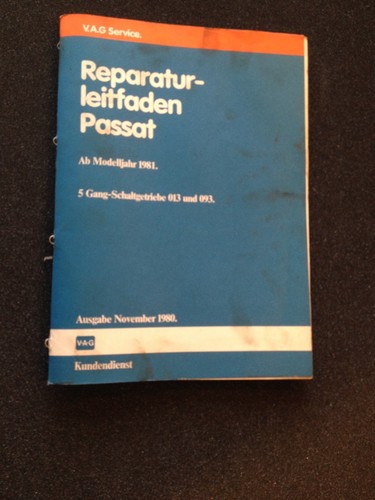 V.A.G Service.
Reparatur-
leitfaden
Passat
Ab Modelljahr 1981.
5 Gang-Schaltgetriebe 013 und 093.
Ausgabe November 1980.
V·A·G
Kundendienst